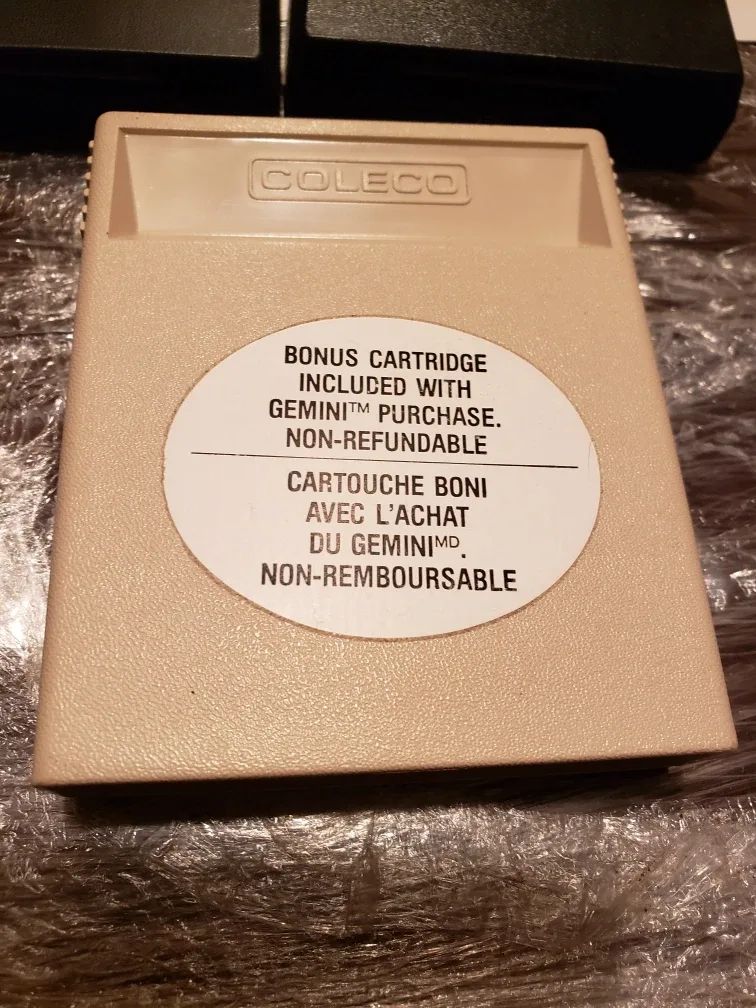 COLECO
BONUS CARTRIDGE
INCLUDED WITH
GEMINI™ PURCHASE.
NON-REFUNDABLE
CARTOUCHE BONI
AVEC L'ACHAT
DU GEMINIᴹᴰ.
NON-REMBOURSABLE